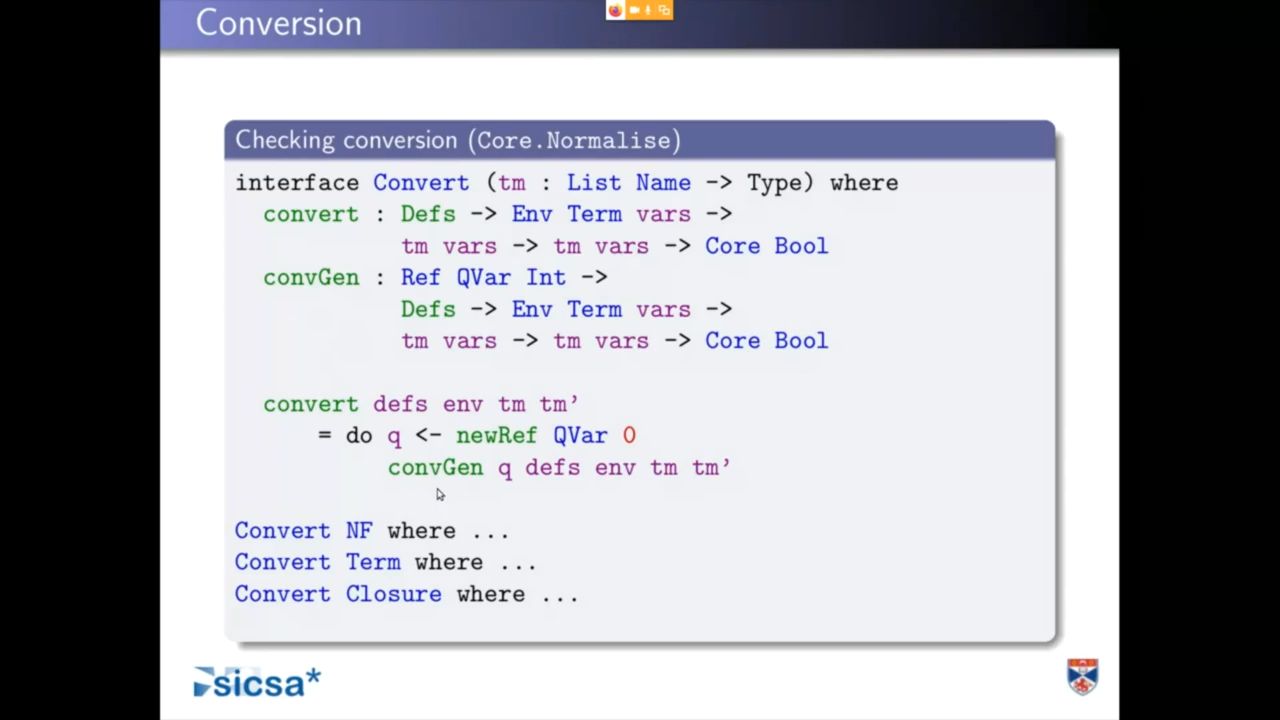 Conversion
Checking conversion (Core.Normalise)
interface Convert (tm : List Name -> Type) where
convert : Defs -> Env Term vars ->
tm vars -> tm vars -> Core Bool
convGen : Ref QVar Int ->
Defs -> Env Term vars ->
tm vars -> tm vars -> Core Bool
convert defs env tm tm’
= do q <- newRef QVar 0
convGen q defs env tm tm’
Convert NF where ...
Convert Term where ...
Convert Closure where ...
sicsa*